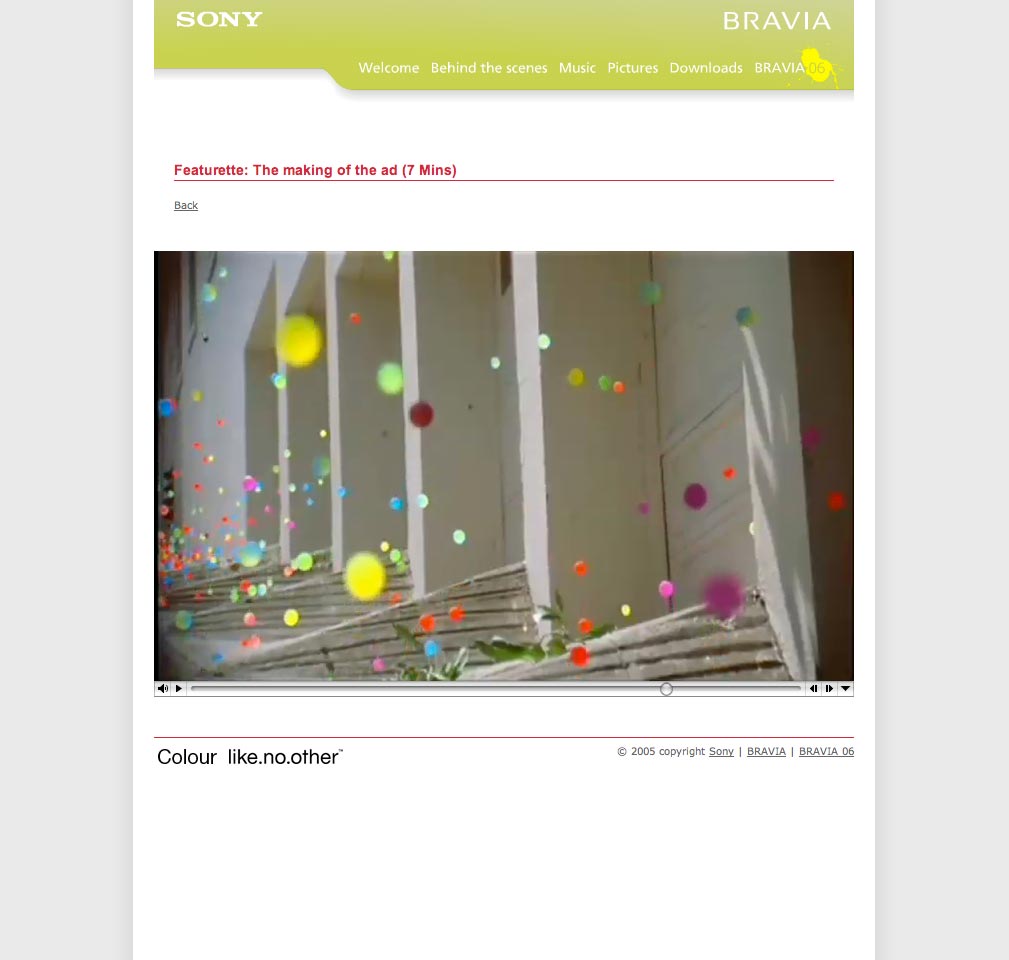 SONY
BRAVIA
Welcome Behind the scenes Music Pictures Downloads BRAVIA 06
Featurette: The making of the ad (7 Mins)
Back
Colour like.no.other™
© 2005 copyright Sony | BRAVIA | BRAVIA 06